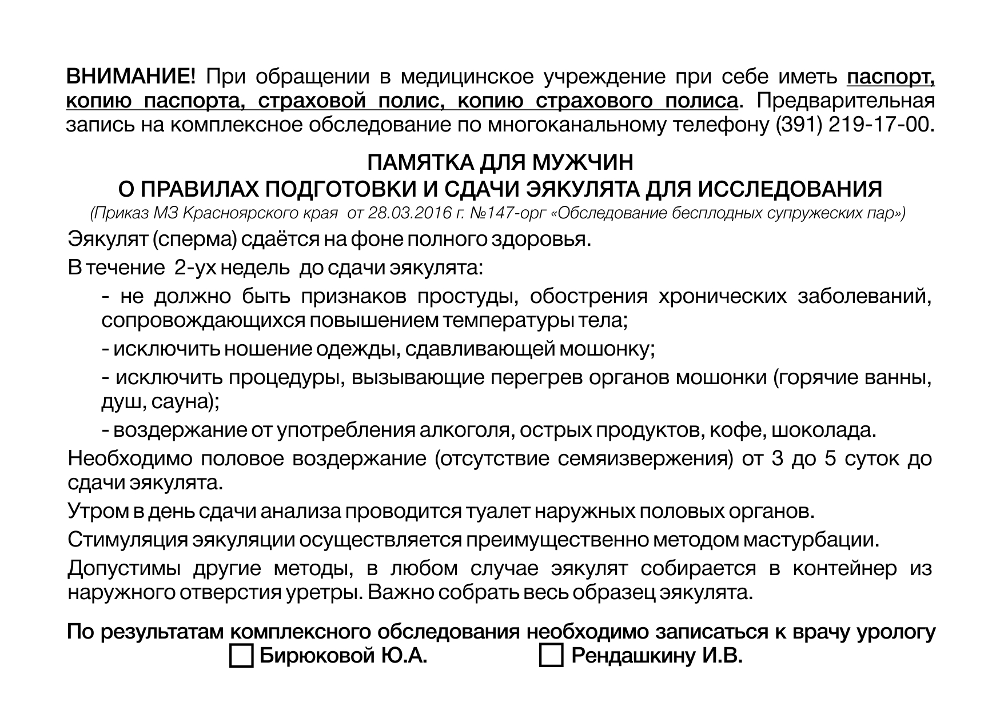 ВНИМАНИЕ! При обращении в медицинское учреждение при себе иметь паспорт,
копию паспорта, страховой полис, копию страхового полиса. Предварительная
запись на комплексное обследование по многоканальному телефону (391) 219-17-00.
ПАМЯТКА ДЛЯ МУЖЧИН
О ПРАВИЛАХ ПОДГОТОВКИ И СДАЧИ ЭЯКУЛЯТА ДЛЯ ИССЛЕДОВАНИЯ
(Приказ МЗ Красноярского края от 28.03.2016 г. №147-орг «Обследование бесплодных супружеских пар»)
Эякулят (сперма) сдаётся на фоне полного здоровья.
В течение 2-ух недель до сдачи эякулята:
- не должно быть признаков простуды, обострения хронических заболеваний,
сопровождающихся повышением температуры тела;
- исключить ношение одежды, сдавливающей мошонку;
- исключить процедуры, вызывающие перегрев органов мошонки (горячие ванны,
душ, сауна);
- воздержание от употребления алкоголя, острых продуктов, кофе, шоколада.
Необходимо половое воздержание (отсутствие семяизвержения) от 3 до 5 суток до
сдачи эякулята.
Утром в день сдачи анализа проводится туалет наружных половых органов.
Стимуляция эякуляции осуществляется преимущественно методом мастурбации.
Допустимы другие методы, в любом случае эякулят собирается в контейнер из
наружного отверстия уретры. Важно собрать весь образец эякулята.
По результатам комплексного обследования необходимо записаться к врачу урологу
Бирюковой Ю.А. Рендашкину И.В.